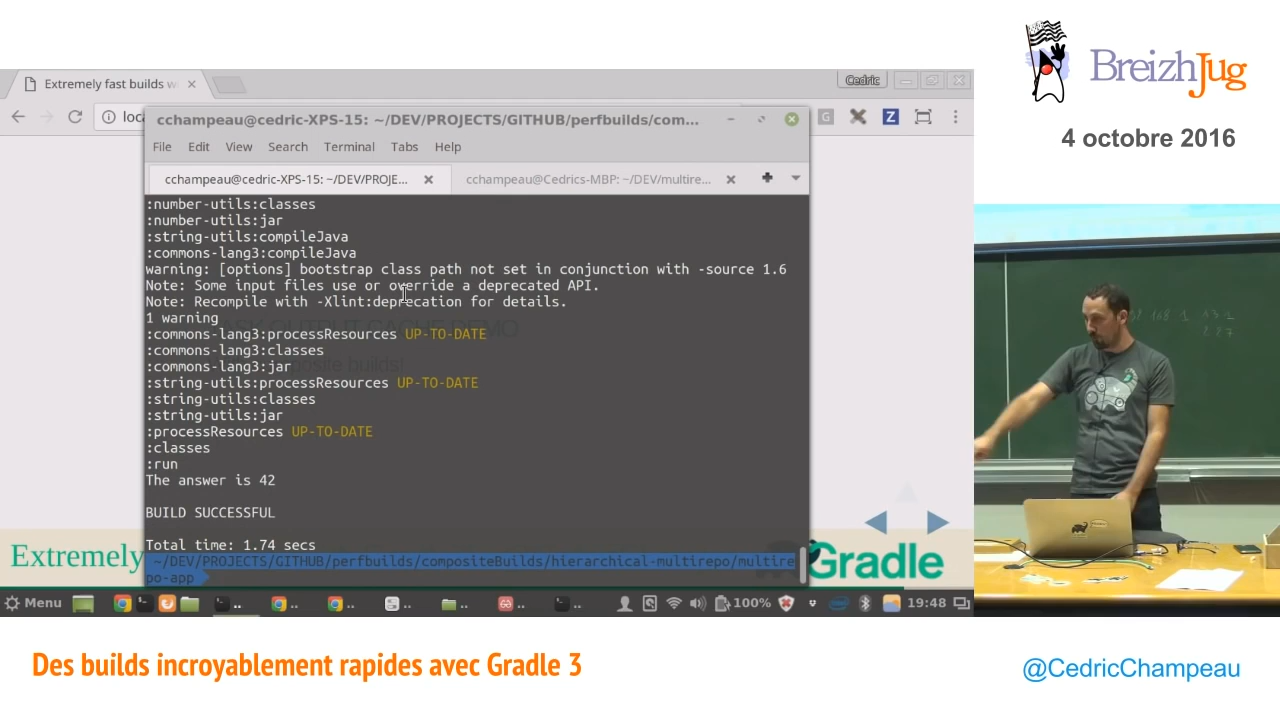 Extremely fast builds w
Cedric
loca
cchampeau@cedric-XPS-15: ~/DEV/PROJECTS/GITHUB/perfbuilds/com...
File Edit View Search Terminal Tabs Help
cchampeau@cedric-XPS-15: ~/DEV/PROJE... cchampeau@Cedrics-MBP: ~/DEV/multire...
:number-utils:classes
:number-utils:jar
:string-utils:compileJava
:commons-lang3:compileJava
warning: [options] bootstrap class path not set in conjunction with -source 1.6
Note: Some input files use or override a deprecated API.
Note: Recompile with -Xlint:deprecation for details.
1 warning
:commons-lang3:processResources UP-TO-DATE
:commons-lang3:classes
:commons-lang3:jar
:string-utils:processResources UP-TO-DATE
:string-utils:classes
:string-utils:jar
:processResources UP-TO-DATE
:classes
:run
The answer is 42
BUILD SUCCESSFUL
Total time: 1.74 secs
~/DEV/PROJECTS/GITHUB/perfbuilds/compositeBuilds/hierarchical-multirepo/multire
po-app
OUTPUT CACHE DEMO
builds!
Extremely
Gradle
Menu
100%
19:48
BreizhJug
4 octobre 2016
Des builds incroyablement rapides avec Gradle 3
@CedricChampeau